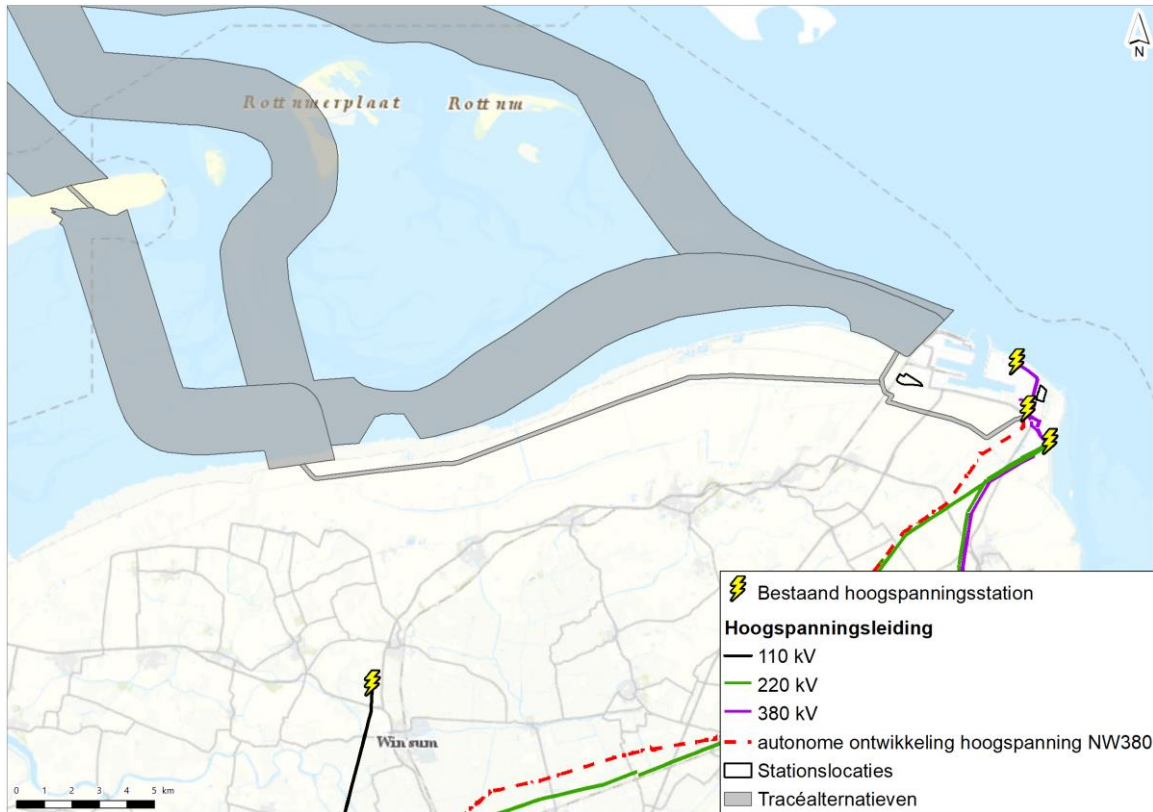 N
Rottumerplaat
Rottum
Winsum
0 1 2 3 4 5 km
Bestaand hoogspanningsstation
Hoogspanningsleiding
110 kV
220 kV
380 kV
autonome ontwikkeling hoogspanning NW380
Stationslocaties
Tracéalternatieven